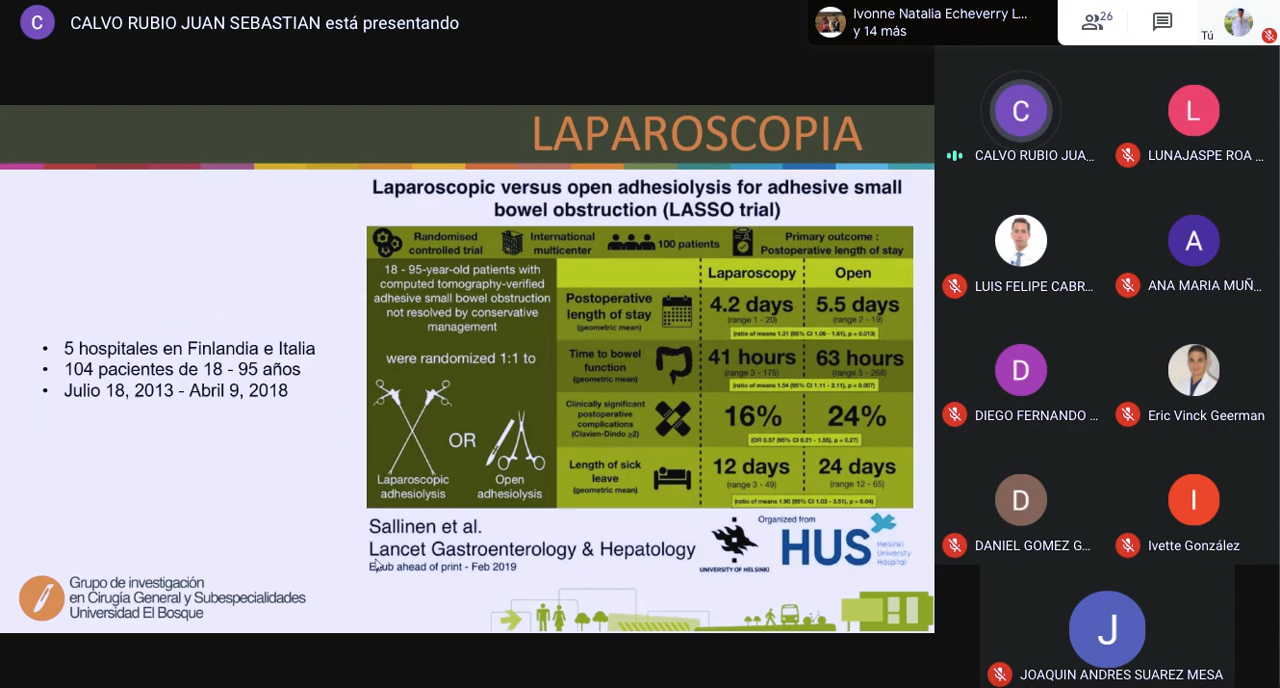 C CALVO RUBIO JUAN SEBASTIAN está presentando
Ivonne Natalia Echeverry L...
y 14 más
26
Tú
LAPAROSCOPIA
Laparoscopic versus open adhesiolysis for adhesive small
bowel obstruction (LASSO trial)
Randomised
controlled trial
International
multicenter
100 patients
Primary outcome :
Postoperative length of stay
18 - 95-year-old patients with
computed tomography-verified
adhesive small bowel obstruction
not resolved by conservative
management
were randomized 1:1 to
OR
Laparoscopic
adhesiolysis
Open
adhesiolysis
Laparoscopy Open
Postoperative
length of stay
(geometric mean)
4.2 days 5.5 days
(range 1 - 20) (range 2 - 19)
(ratio of means 1.31 (95% CI 1.06 - 1.61), p = 0.013)
Time to bowel
function
(geometric mean)
41 hours 63 hours
(range 3 - 175) (range 5 - 268)
(ratio of means 1.54 (95% CI 1.11 - 2.11), p = 0.007)
Clinically significant
postoperative
complications
(Clavien-Dindo ≥2)
16% 24%
(OR 0.57 (95% CI 0.21 - 1.55), p = 0.27)
Length of sick
leave
(geometric mean)
12 days 24 days
(range 3 - 49) (range 12 - 65)
(ratio of means 1.90 (95% CI 1.03 - 3.51), p = 0.04)
• 5 hospitales en Finlandia e Italia
• 104 pacientes de 18 - 95 años
• Julio 18, 2013 - Abril 9, 2018
Sallinen et al.
Lancet Gastroenterology & Hepatology
Epub ahead of print - Feb 2019
Organized from
UNIVERSITY OF HELSINKI
HUS
Helsinki
University
Hospital
Grupo de investigación
en Cirugía General y Subespecialidades
Universidad El Bosque
C
CALVO RUBIO JUA...
L
LUNAJASPE ROA ...
LUIS FELIPE CABR...
A
ANA MARIA MUÑ...
D
DIEGO FERNANDO ...
Eric Vinck Geerman
D
DANIEL GOMEZ G...
I
Ivette González
J
JOAQUIN ANDRES SUAREZ MESA